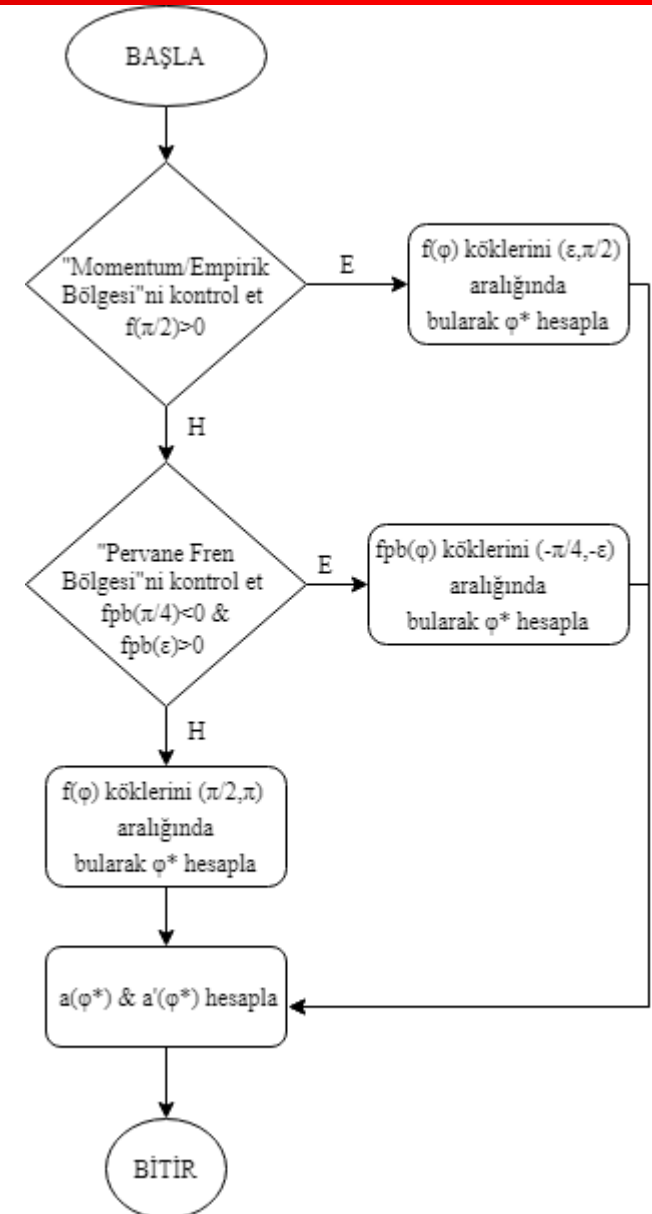 BAŞLA
"Momentum/Empirik
Bölgesi"ni kontrol et
f(π/2)>0
E
f(φ) köklerini (ε,π/2)
aralığında
bularak φ* hesapla
H
"Pervane Fren
Bölgesi"ni kontrol et
fpb(π/4)<0 &
fpb(ε)>0
E
fpb(φ) köklerini (-π/4,-ε)
aralığında
bularak φ* hesapla
H
f(φ) köklerini (π/2,π)
aralığında
bularak φ* hesapla
a(φ*) & a'(φ*) hesapla
BİTİR